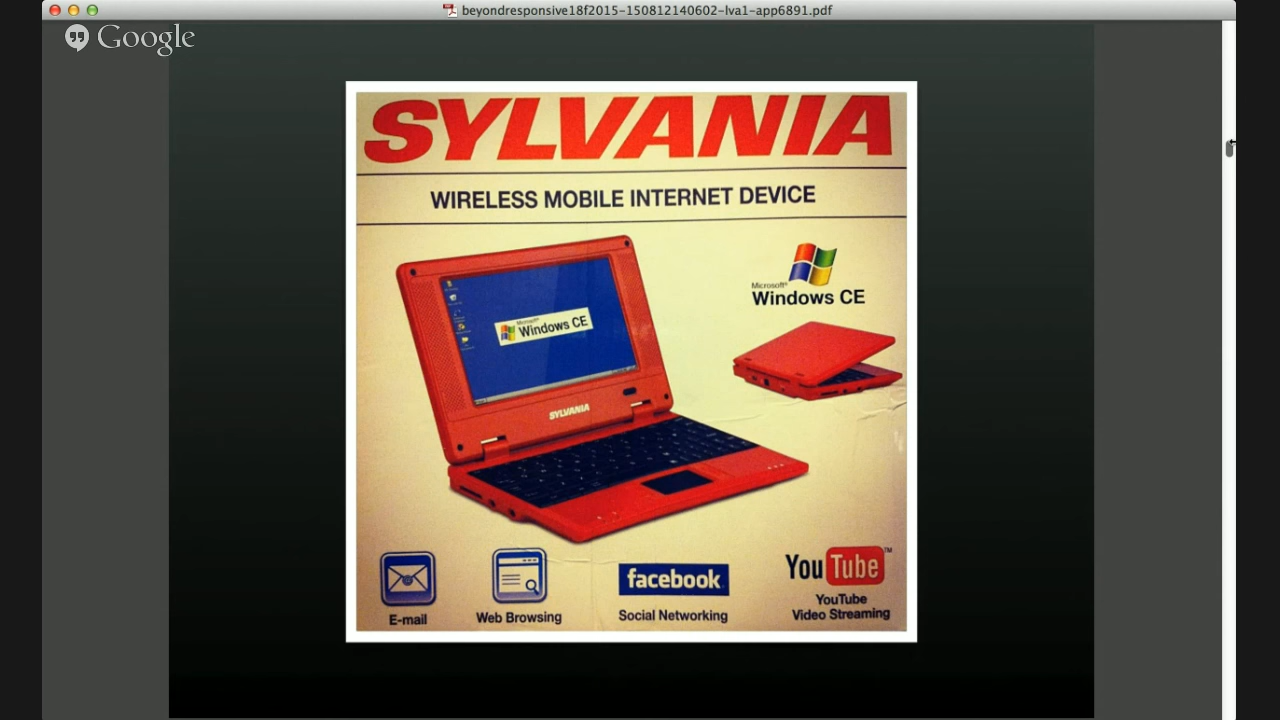 beyondresponsive18f2015-150812140602-lva1-app6891.pdf
Google
SYLVANIA
WIRELESS MOBILE INTERNET DEVICE
Microsoft®
Windows CE
Microsoft®
Windows CE
SYLVANIA
E-mail
Web Browsing
facebook
Social Networking
YouTube™
YouTube
Video Streaming